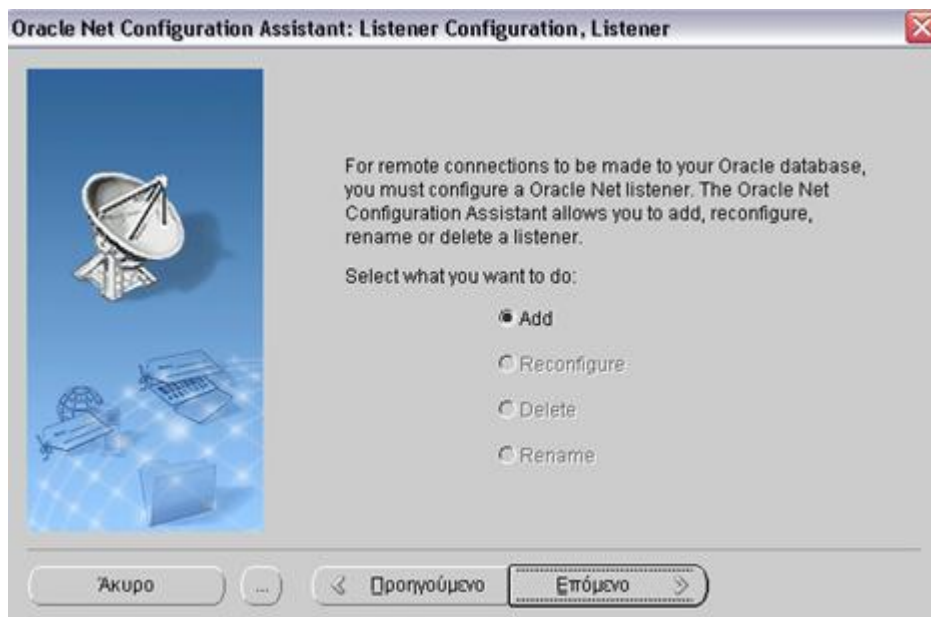 Oracle Net Configuration Assistant: Listener Configuration, Listener
For remote connections to be made to your Oracle database,
you must configure a Oracle Net listener. The Oracle Net
Configuration Assistant allows you to add, reconfigure,
rename or delete a listener.
Select what you want to do:
Add
Reconfigure
Delete
Rename
Άκυρο
...
Προηγούμενο
Επόμενο